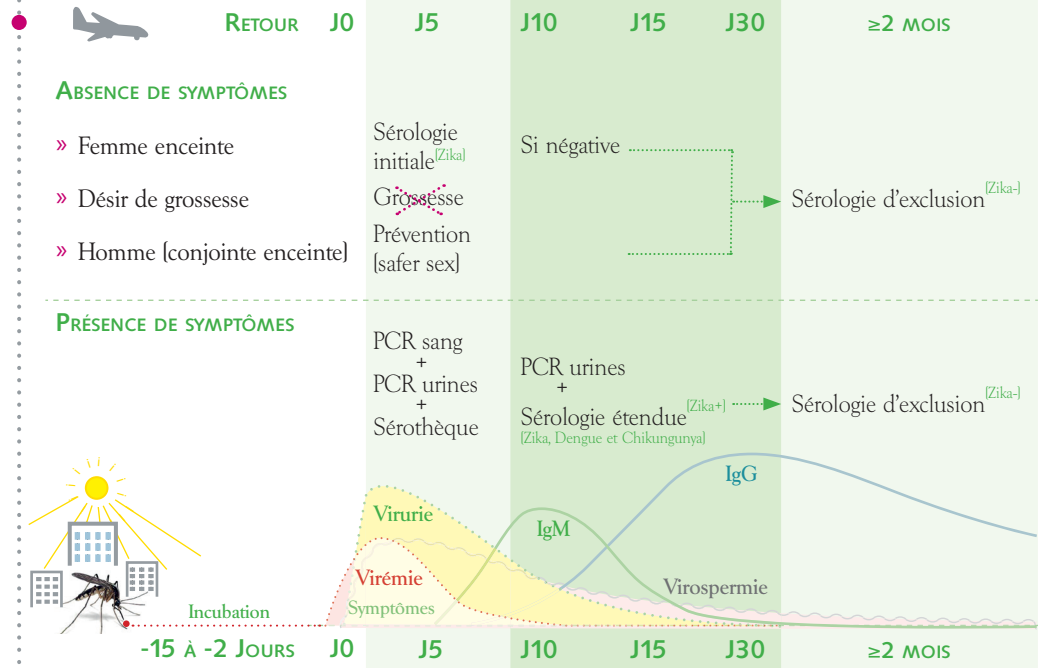 RETOUR J0 J5 J10 J15 J30 ≥2 MOIS
ABSENCE DE SYMPTÔMES
» Femme enceinte
» Désir de grossesse
» Homme (conjointe enceinte)
Sérologie
initiale (Zika)
Grossesse
Prévention
(safer sex)
Si négative
Sérologie d'exclusion (Zika-)
PRÉSENCE DE SYMPTÔMES
PCR sang
+
PCR urines
+
Sérothèque
PCR urines
+
Sérologie étendue (Zika+)
(Zika, Dengue et Chikungunya)
Sérologie d'exclusion (Zika-)
IgG
Virurie
IgM
Virémie
Virospermie
Incubation
Symptômes
-15 À -2 JOURS J0 J5 J10 J15 J30 ≥2 MOIS